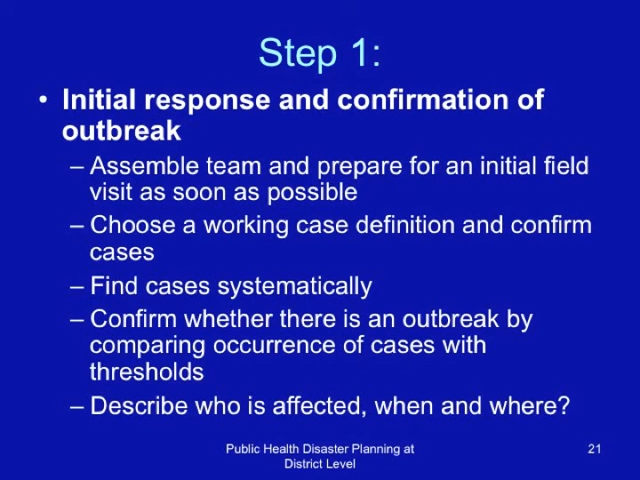 Step 1:
• Initial response and confirmation of
outbreak
– Assemble team and prepare for an initial field
visit as soon as possible
– Choose a working case definition and confirm
cases
– Find cases systematically
– Confirm whether there is an outbreak by
comparing occurrence of cases with
thresholds
– Describe who is affected, when and where?
Public Health Disaster Planning at
District Level
21